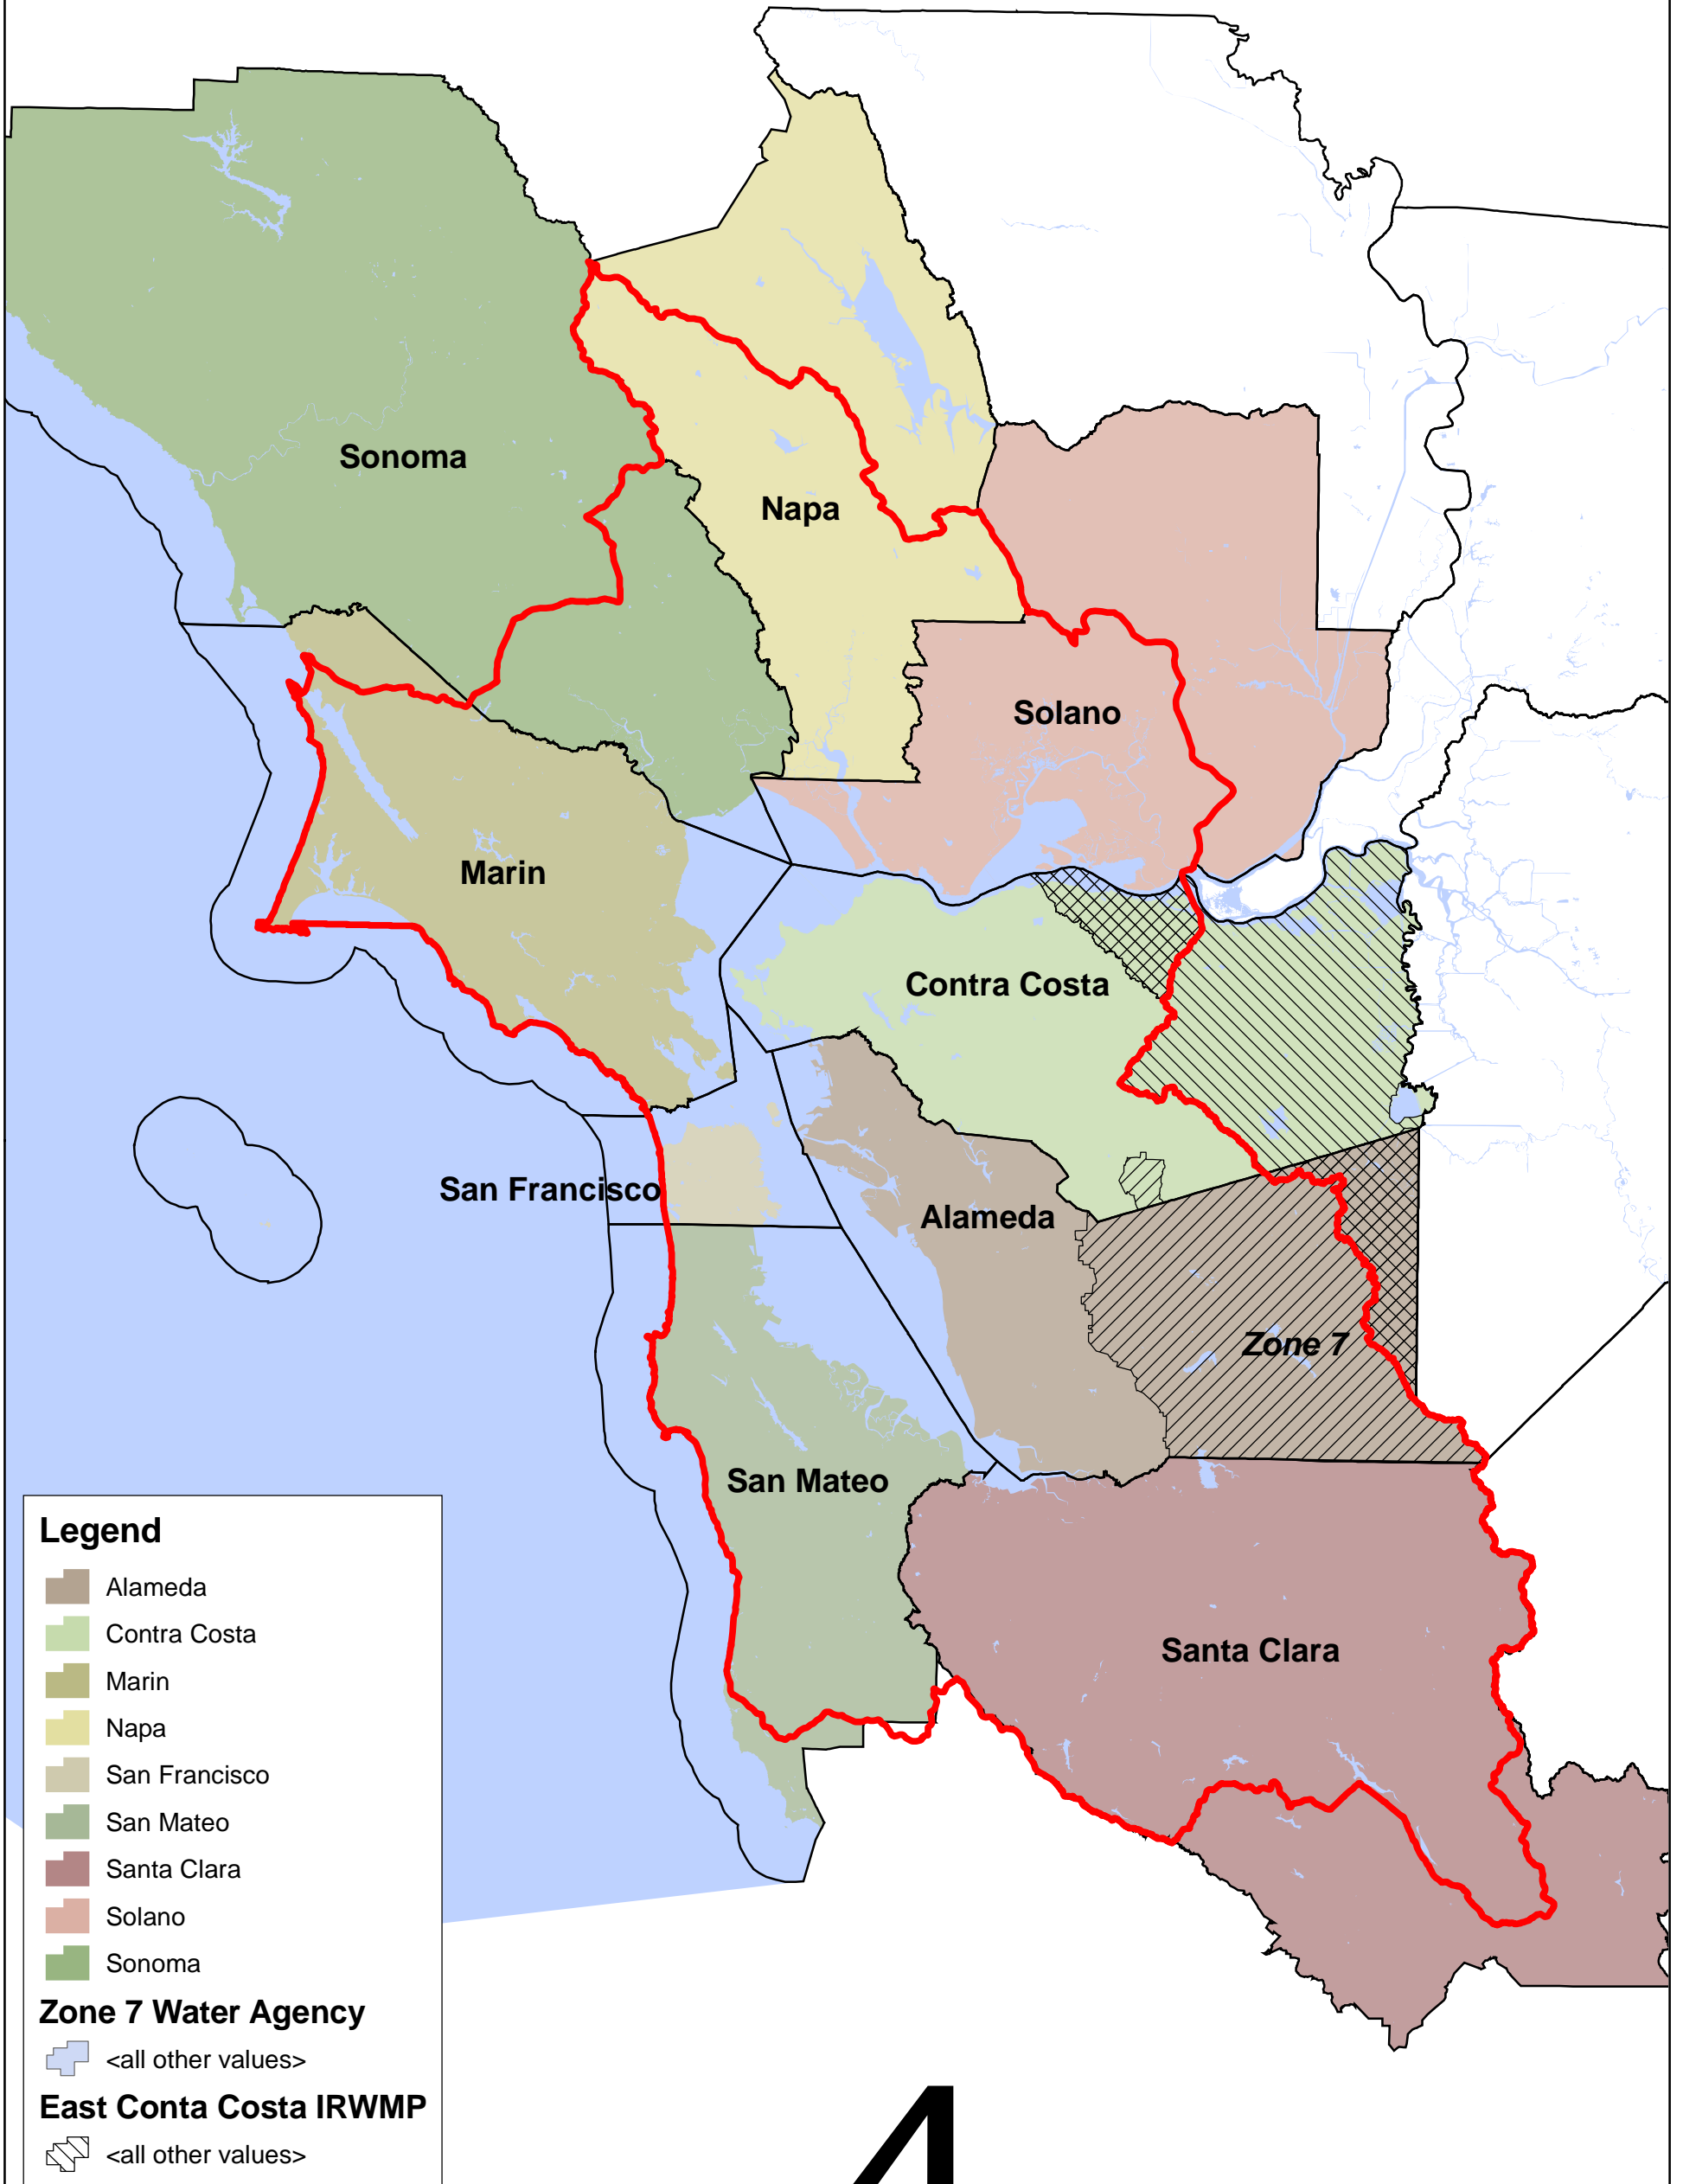 Sonoma
Napa
Solano
Marin
Contra Costa
San Francisco
Alameda
Zone 7
San Mateo
Santa Clara
Legend
Alameda
Contra Costa
Marin
Napa
San Francisco
San Mateo
Santa Clara
Solano
Sonoma
Zone 7 Water Agency
<all other values>
East Conta Costa IRWMP
<all other values>